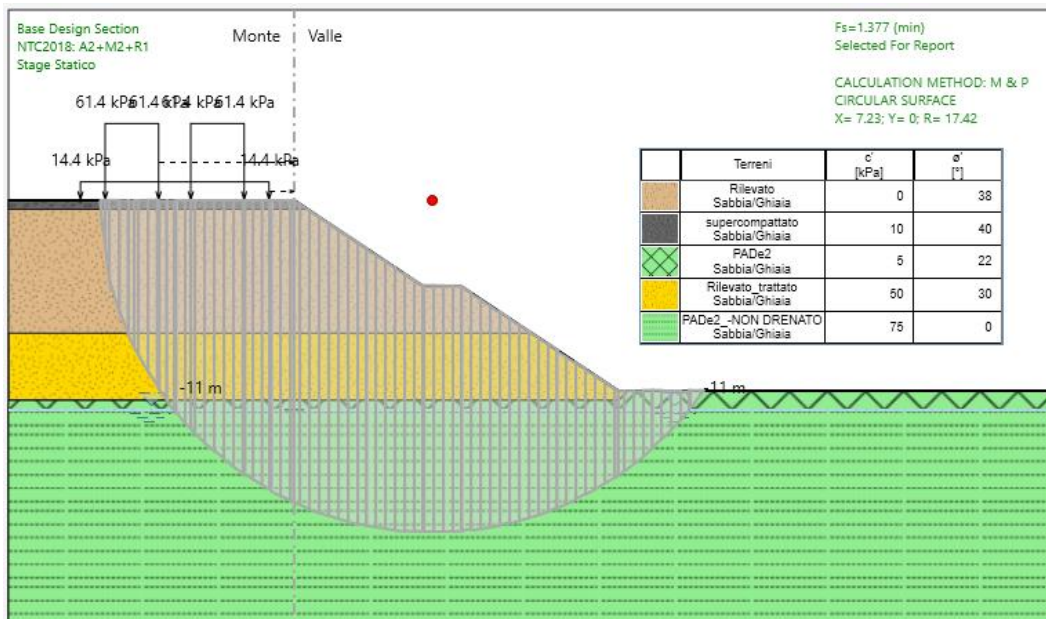 Base Design Section
NTC2018: A2+M2+R1
Stage Statico
Monte
Valle
Fs=1.377 (min)
Selected For Report
CALCULATION METHOD: M & P
CIRCULAR SURFACE
X= 7.23; Y= 0; R= 17.42
61.4 kPa
61.4 kPa
61.4 kPa
61.4 kPa
14.4 kPa
14.4 kPa
Terreni c' ø'
[kPa] [°]
Rilevato
Sabbia/Ghiaia 0 38
supercompattato
Sabbia/Ghiaia 10 40
PADe2
Sabbia/Ghiaia 5 22
Rilevato_trattato
Sabbia/Ghiaia 50 30
PADe2_-NON DRENATO
Sabbia/Ghiaia 75 0
-11 m
-11 m